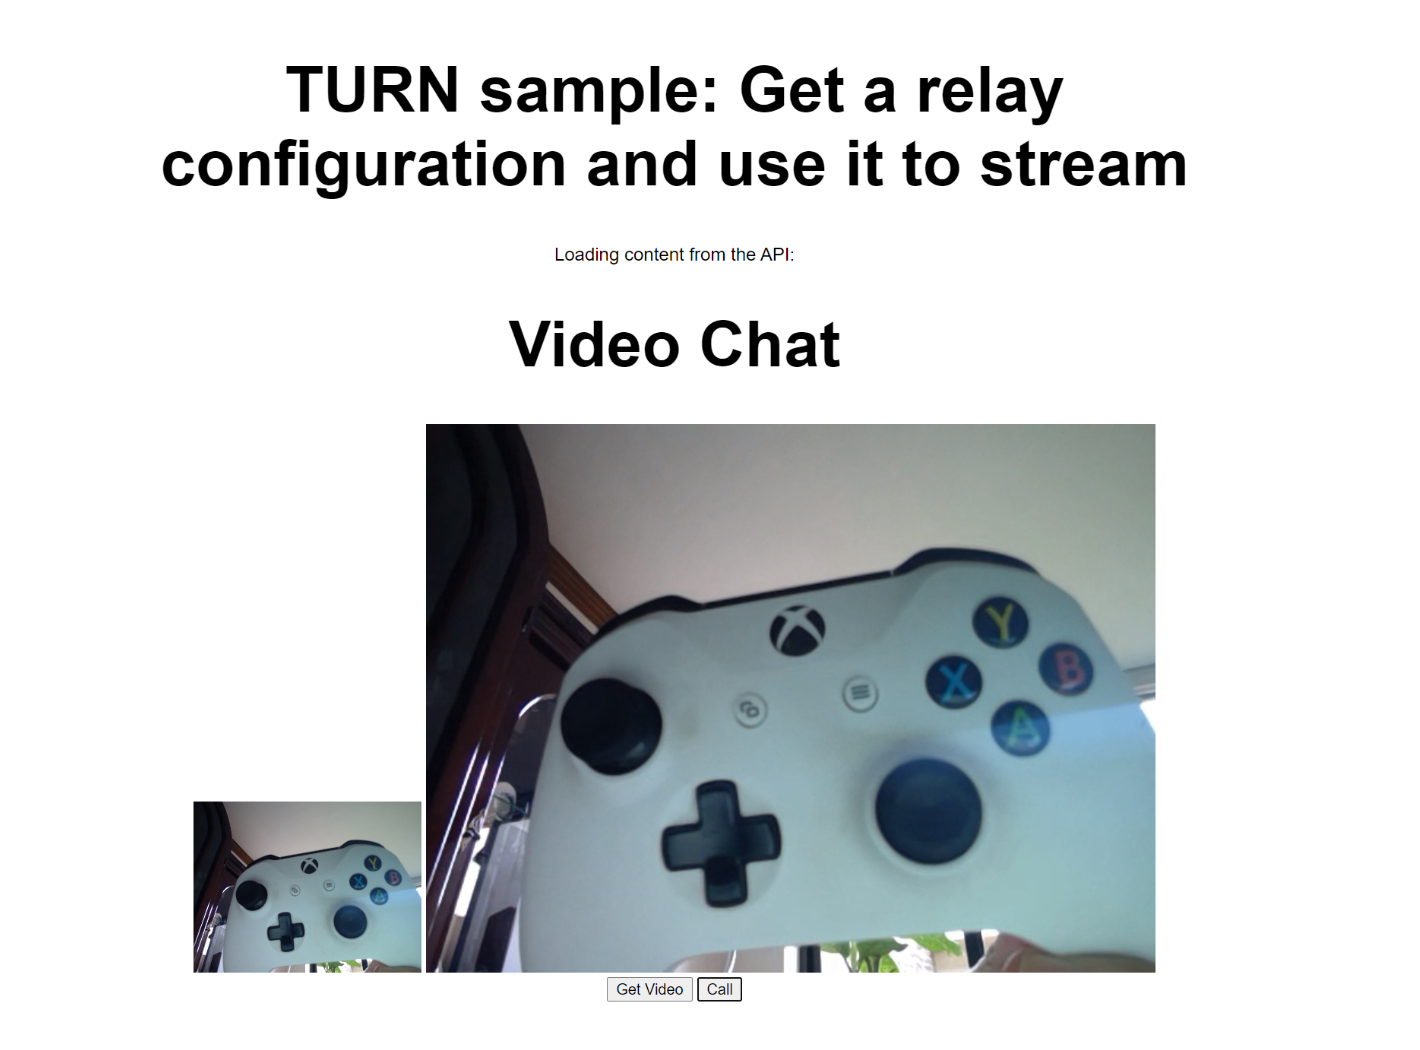 TURN sample: Get a relay
configuration and use it to stream
Loading content from the API:
Video Chat
Y
B
X
A
Y
X
B
A
Get Video
Call